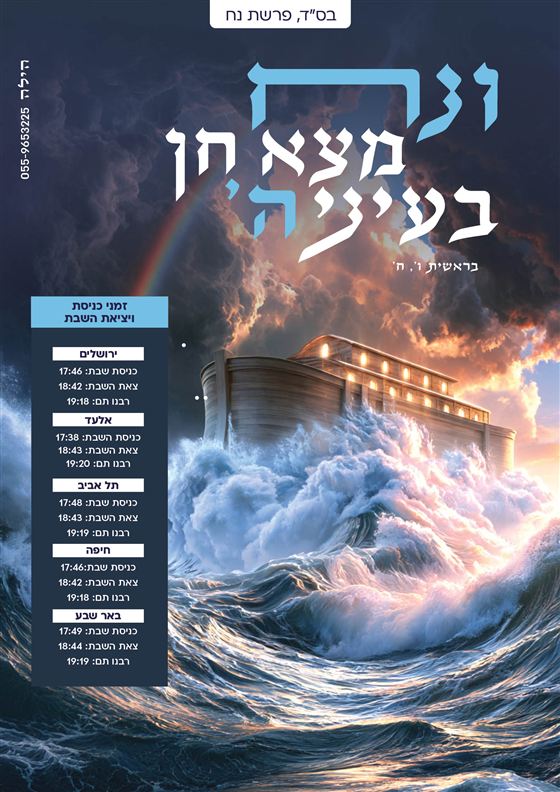 בס"ד, פרשת נח
הילה 055-9653225
ונח
מצא חן
בעיני ה'
בראשית ו', ח'
זמני כניסת
ויציאת השבת
ירושלים
כניסת שבת: 17:46
צאת השבת: 18:42
רבנו תם: 19:18
אלעד
כניסת השבת: 17:38
צאת השבת: 18:43
רבנו תם: 19:20
תל אביב
כניסת שבת: 17:48
צאת השבת: 18:43
רבנו תם: 19:19
חיפה
כניסת שבת:17:46
צאת השבת: 18:42
רבנו תם: 19:18
באר שבע
כניסת שבת: 17:49
צאת השבת: 18:44
רבנו תם: 19:19